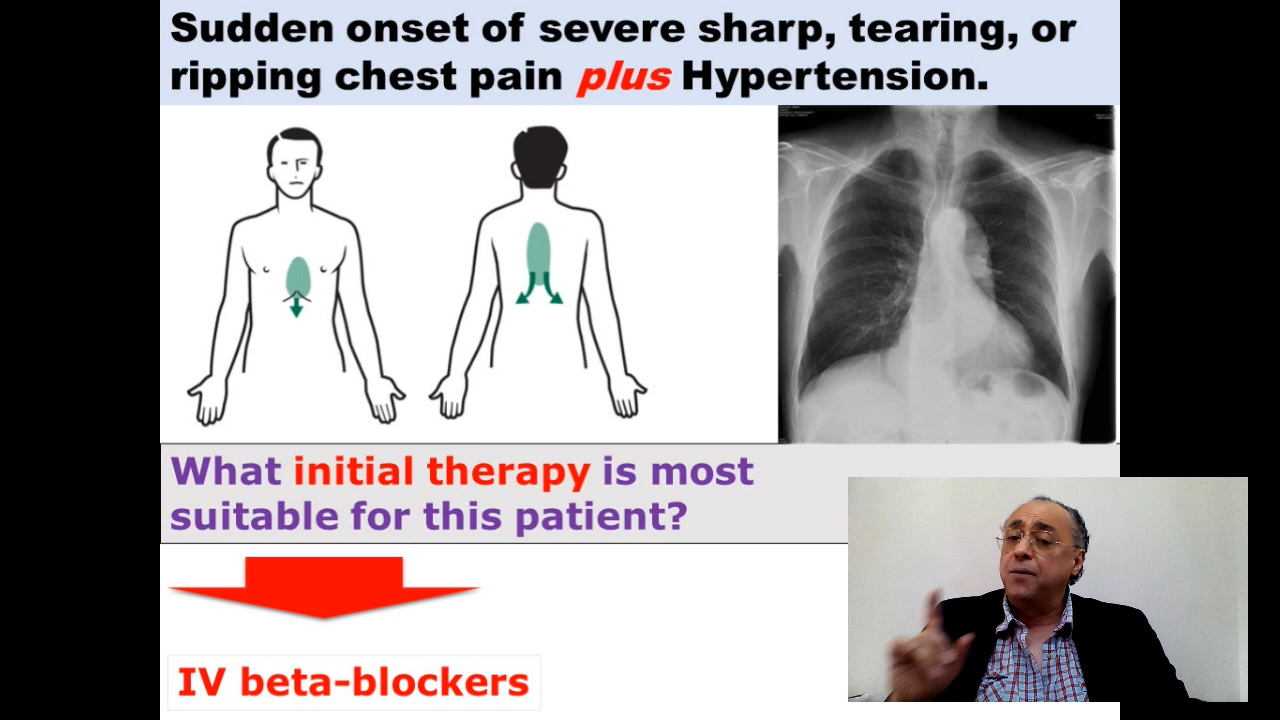 Sudden onset of severe sharp, tearing, or
ripping chest pain plus Hypertension.
What initial therapy is most
suitable for this patient?
IV beta-blockers